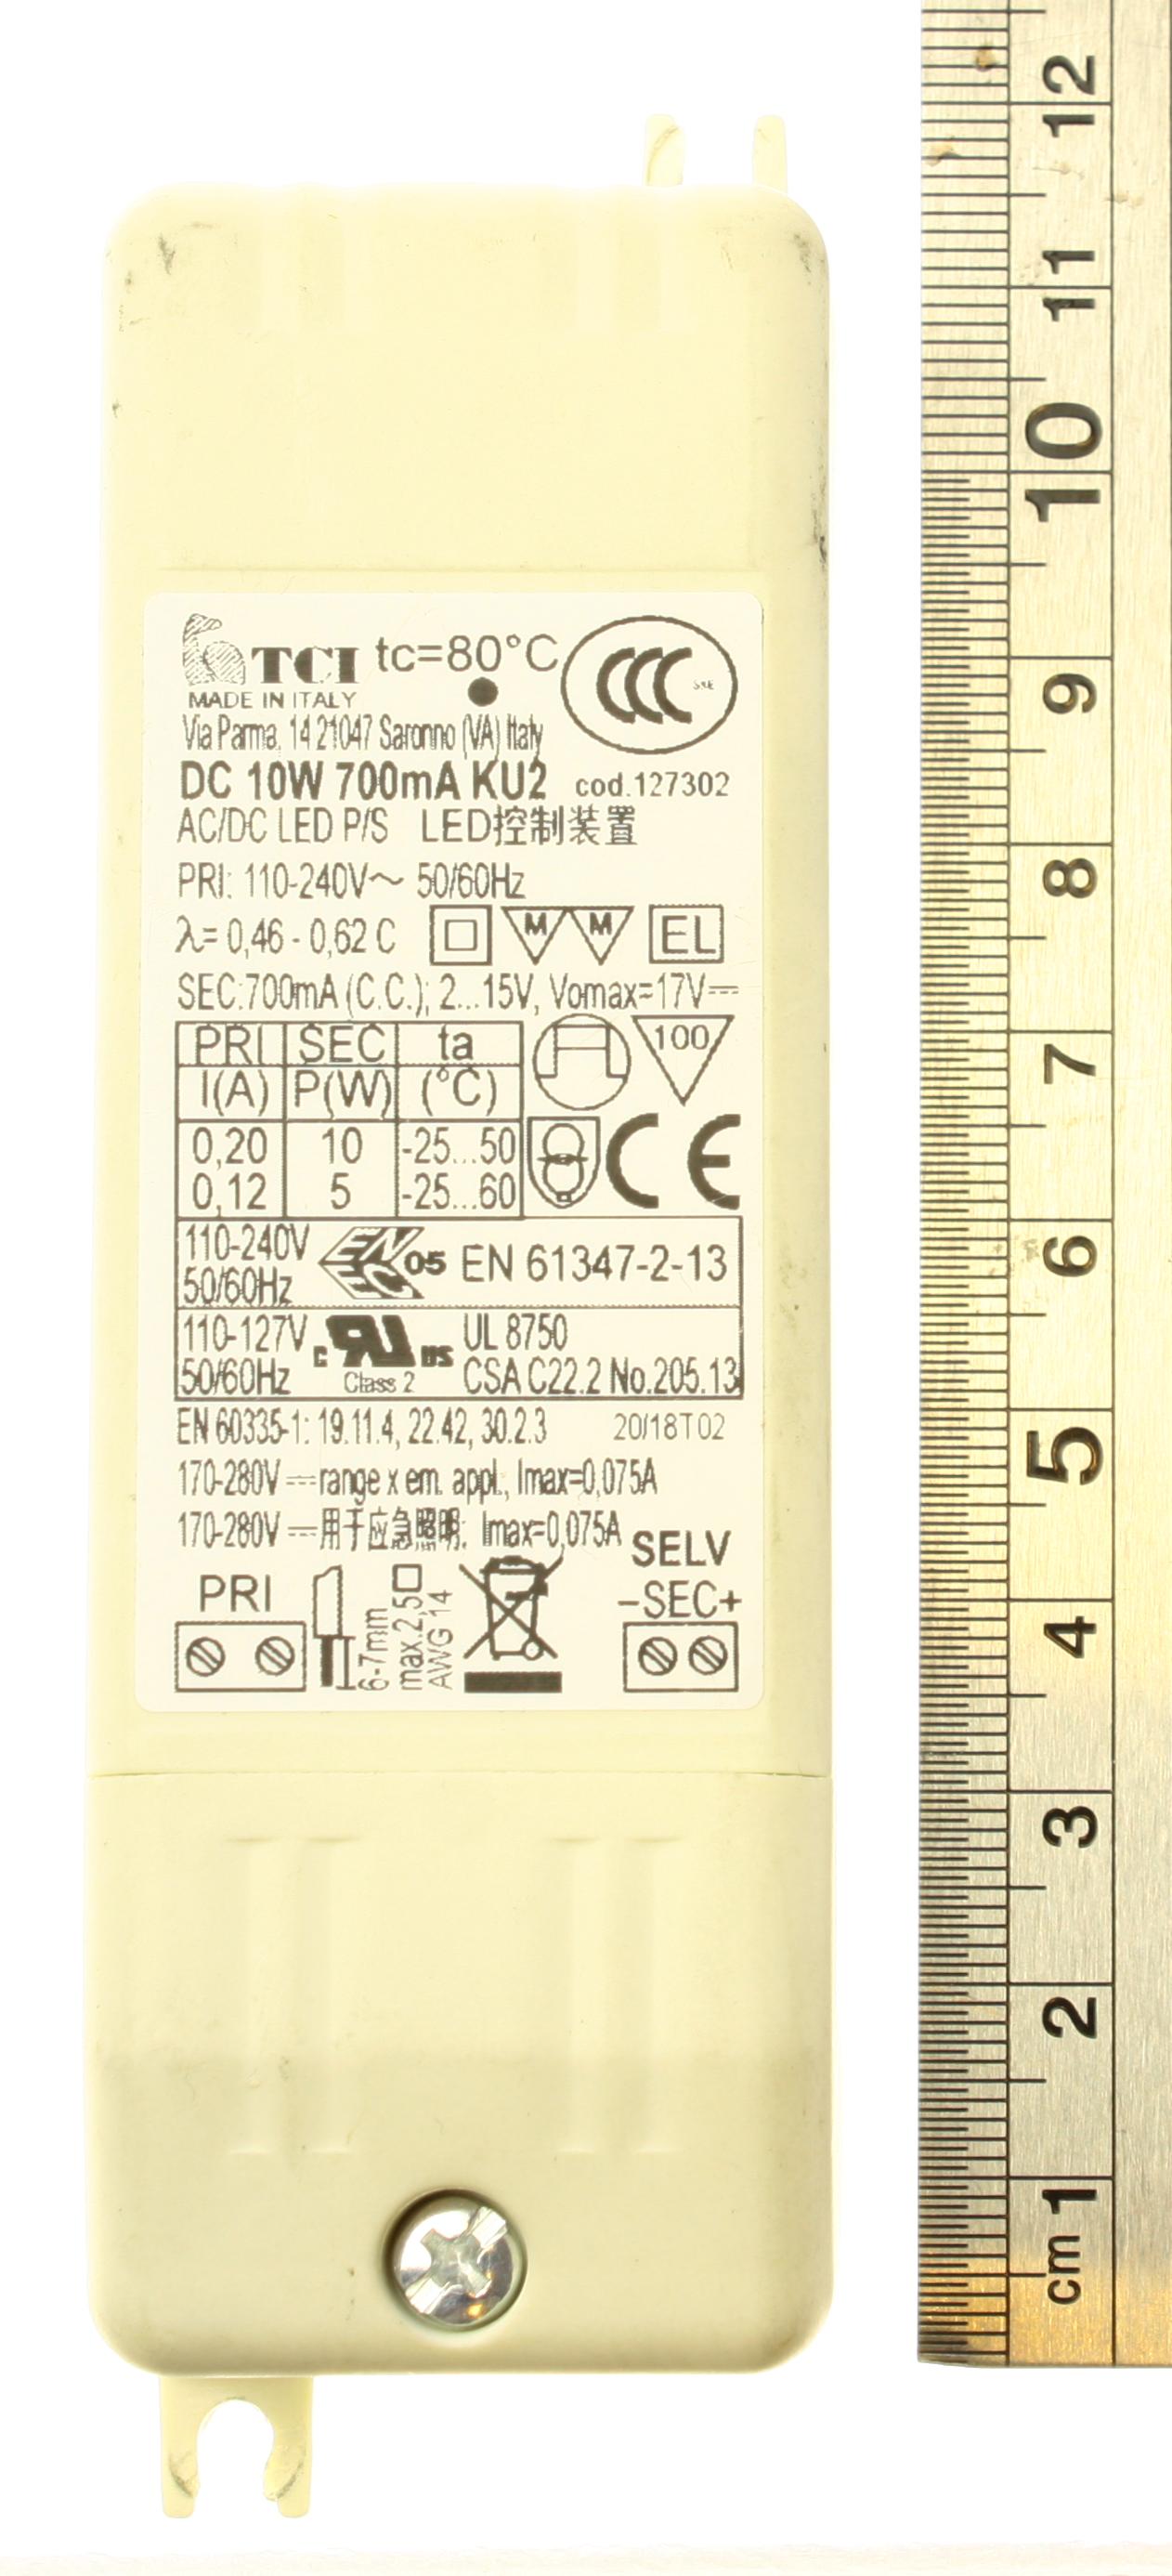 TCI tc=80°C
CCC S&E
MADE IN ITALY
Via Parma, 14 21047 Saronno (VA) Italy
DC 10W 700mA KU2 cod.127302
AC/DC LED P/S LED控制装置
PRI: 110-240V~ 50/60Hz
λ= 0,46 - 0,62 C M M EL
SEC:700mA (C.C.); 2...15V, Vomax=17V⎓
PRI SEC ta 100
I(A) P(W) (°C)
0,20 10 -25...50 CE
0,12 5 -25...60
110-240V ENEC 05 EN 61347-2-13
50/60Hz
110-127V c RU us UL 8750
50/60Hz Class 2 CSA C22.2 No.205.13
EN 60335-1: 19.11.4, 22.42, 30.2.3 20/18T02
170-280V ⎓range x em. appl., Imax=0,075A
170-280V ⎓用于应急照明, Imax=0,075A SELV
PRI 6-7mm max.2,5□ AWG 14 –SEC+
12
11
10
9
8
7
6
5
4
3
2
1
cm